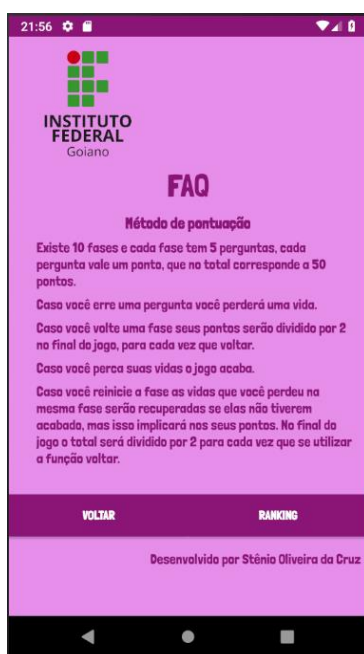 21:56
INSTITUTO
FEDERAL
Goiano
FAQ
Método de pontuação
Existe 10 fases e cada fase tem 5 perguntas, cada
pergunta vale um ponto, que no total corresponde a 50
pontos.
Caso você erre uma pergunta você perderá uma vida.
Caso você volte uma fase seus pontos serão dividido por 2
no final do jogo, para cada vez que voltar.
Caso você perca suas vidas o jogo acaba.
Caso você reinicie a fase as vidas que você perdeu na
mesma fase serão recuperadas se elas não tiverem
acabado, mas isso implicará nos seus pontos. No final do
jogo o total será dividido por 2 para cada vez que se utilizar
a função voltar.
VOLTAR RANKING
Desenvolvido por Stênio Oliveira da Cruz